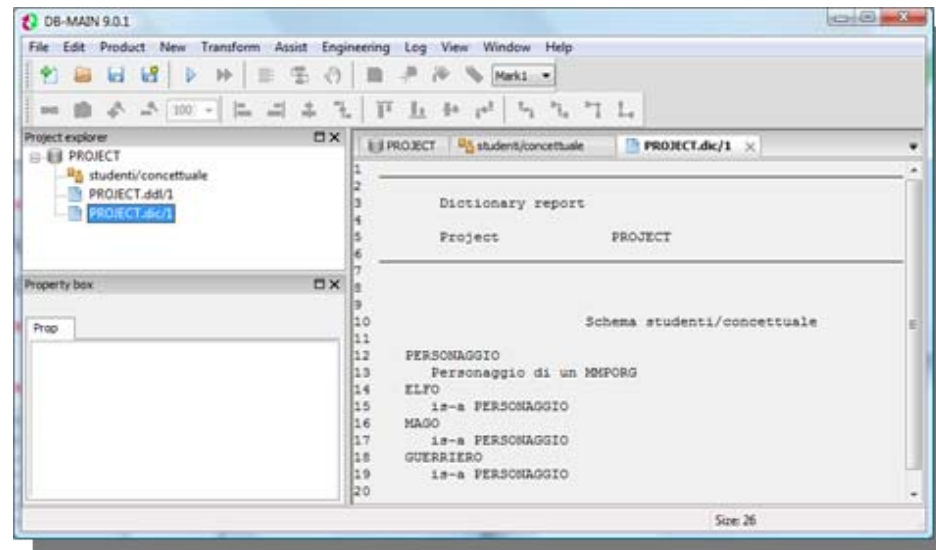 DB-MAIN 9.0.1
File Edit Product New Transform Assist Engineering Log View Window Help
Mark1
100
Project explorer
PROJECT
studenti/concettuale
PROJECT.ddl/1
PROJECT.dic/1
Property box
Prop
PROJECT studenti/concettuale PROJECT.dic/1
1
2
3 Dictionary report
4
5 Project PROJECT
6
7
8
9
10 Schema studenti/concettuale
11
12 PERSONAGGIO
13 Personaggio di un MMPORG
14 ELFO
15 is-a PERSONAGGIO
16 MAGO
17 is-a PERSONAGGIO
18 GUERRIERO
19 is-a PERSONAGGIO
20
Size: 26